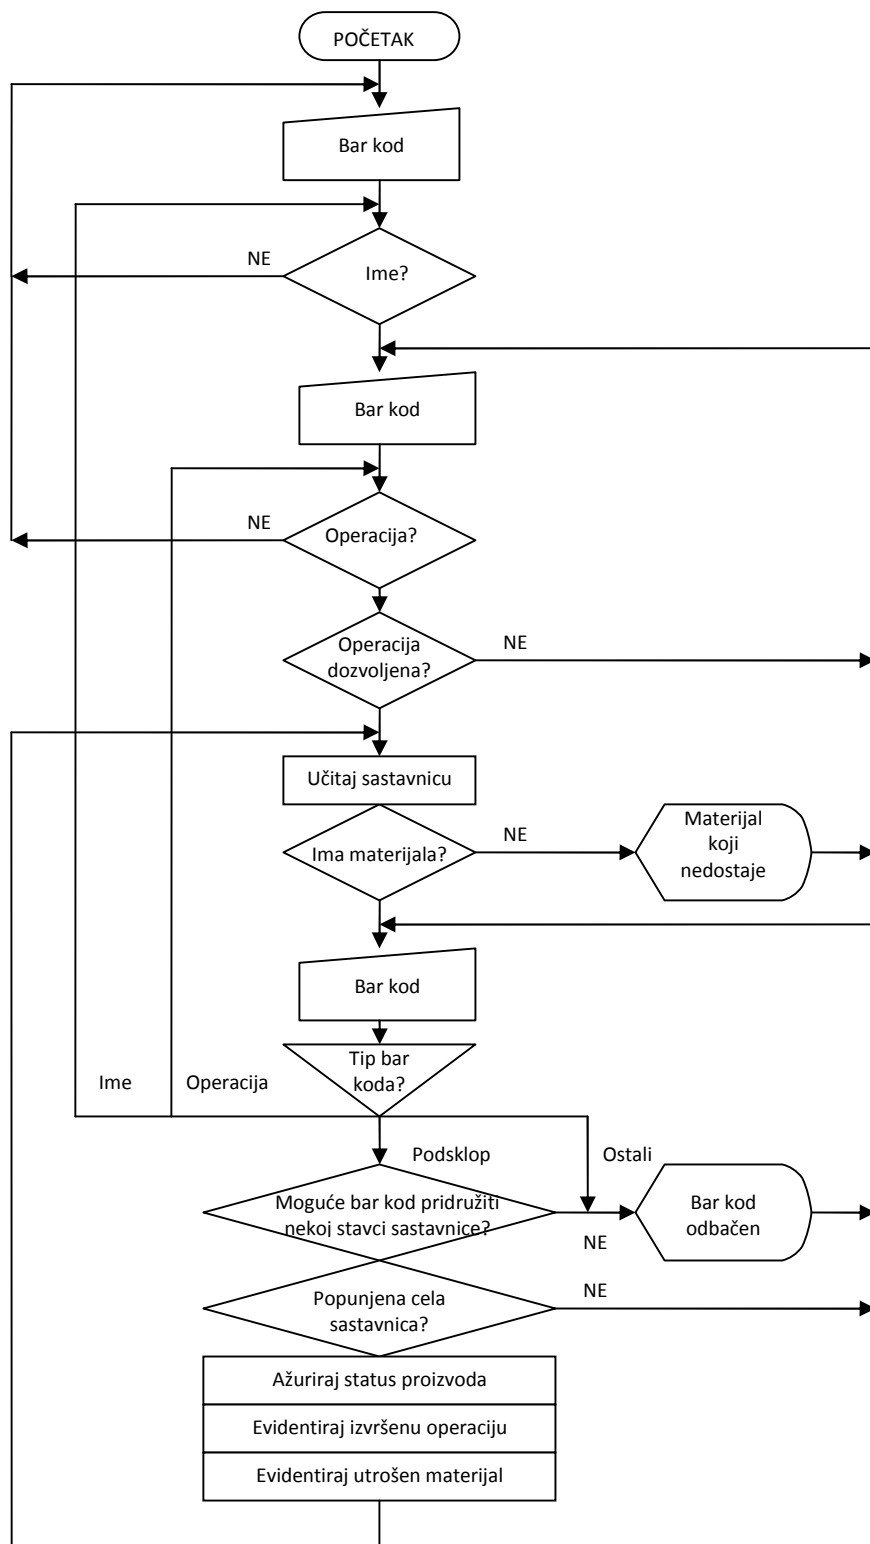 POČETAK
Bar kod
NE
Ime?
Bar kod
NE
Operacija?
Operacija
dozvoljena?
NE
Učitaj sastavnicu
Ima materijala?
NE
Materijal
koji
nedostaje
Bar kod
Tip bar
koda?
Ime
Operacija
Podsklop
Ostali
Moguće bar kod pridružiti
nekoj stavci sastavnice?
NE
Bar kod
odbačen
Popunjena cela
sastavnica?
NE
Ažuriraj status proizvoda
Evidentiraj izvršenu operaciju
Evidentiraj utrošen materijal